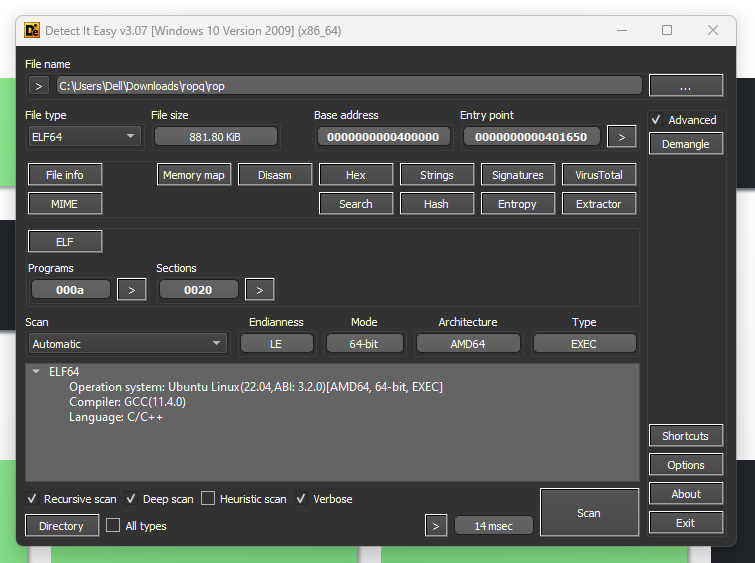 Detect It Easy v3.07 [Windows 10 Version 2009] (x86_64)
File name
> C:\Users\Dell\Downloads\ropq\rop ...
File type File size Base address Entry point
ELF64 881.80 KiB 0000000000400000 0000000000401650 >
Advanced
Demangle
File info Memory map Disasm Hex Strings Signatures VirusTotal
MIME Search Hash Entropy Extractor
ELF
Programs Sections
000a > 0020 >
Scan Endianness Mode Architecture Type
Automatic LE 64-bit AMD64 EXEC
ELF64
Operation system: Ubuntu Linux(22.04,ABI: 3.2.0)[AMD64, 64-bit, EXEC]
Compiler: GCC(11.4.0)
Language: C/C++
Shortcuts
Options
About
Exit
Recursive scan Deep scan Heuristic scan Verbose
Scan
Directory All types > 14 msec